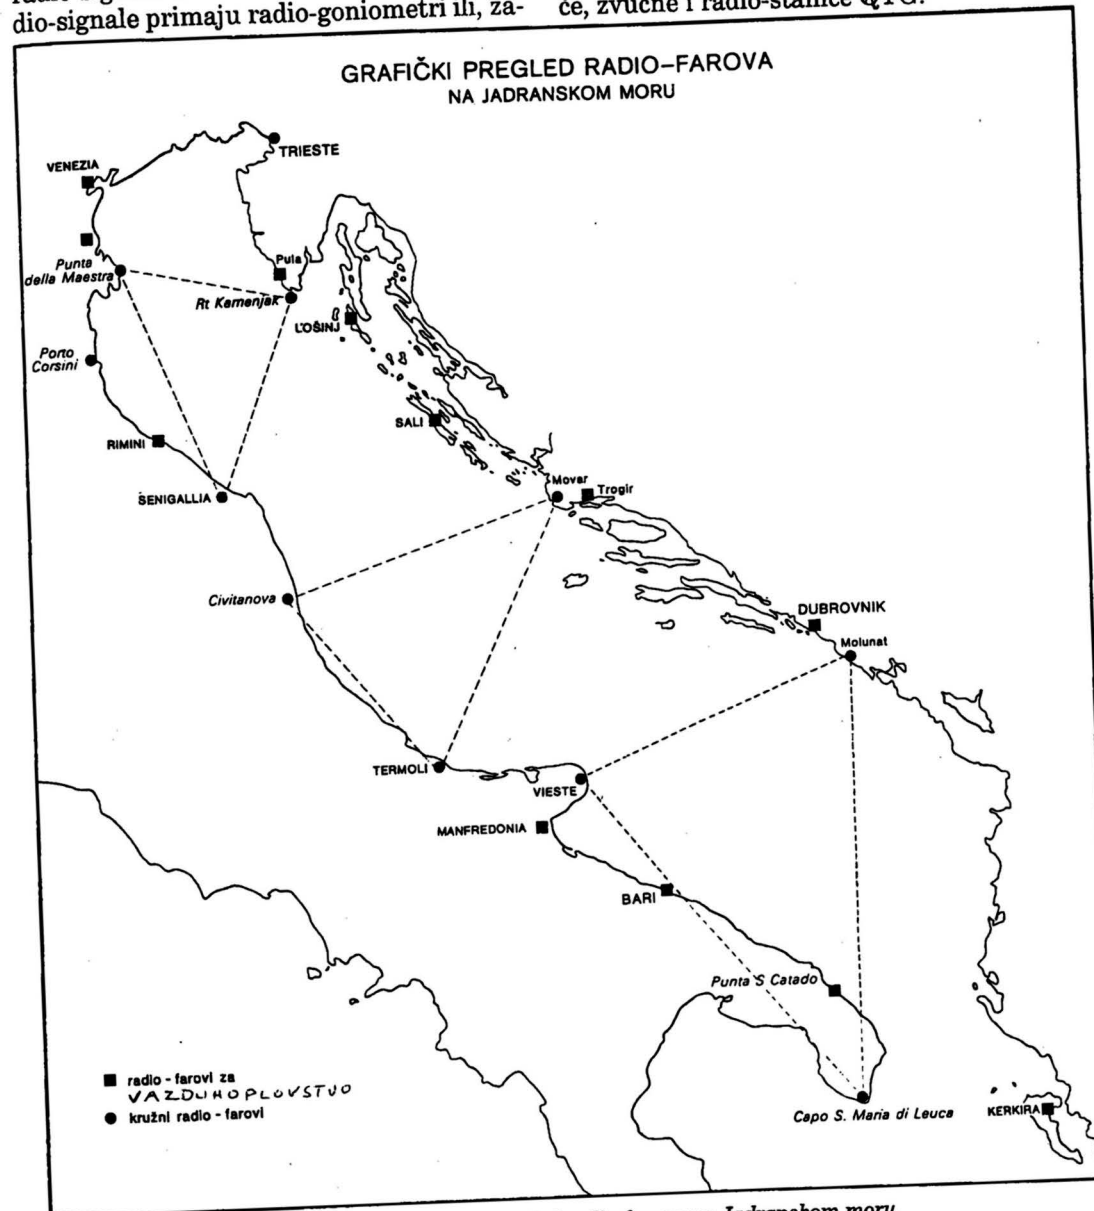 dio-signale primaju radio-goniometri ili, za-
če, zvučne i radio-stanice QTG.
GRAFIČKI PREGLED RADIO–FAROVA
NA JADRANSKOM MORU
TRIESTE
VENEZIA
Punta
della Maestra
Pula
Rt Kamenjak
LOŠINJ
Porto
Corsini
SALI
RIMINI
SENIGALLIA
Movar
Trogir
Civitanova
DUBROVNIK
Molunat
TERMOLI
VIESTE
MANFREDONIA
BARI
Punta S Catado
radio - farovi za
VAZDUHOPLOVSTVO
kružni radio - farovi
Capo S. Maria di Leuca
KERKIRA
Jadranskom moru